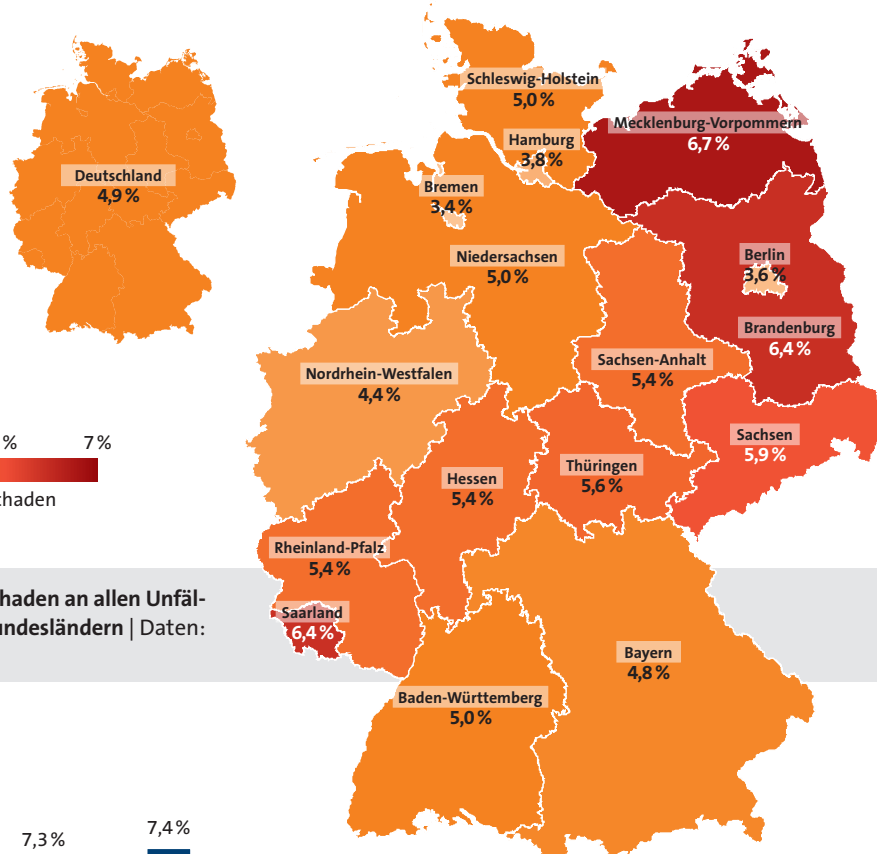 Deutschland
4,9 %
Schleswig-Holstein
5,0 %
Hamburg
3,8 %
Mecklenburg-Vorpommern
6,7 %
Bremen
3,4 %
Niedersachsen
5,0 %
Berlin
3,6 %
Brandenburg
6,4 %
Sachsen-Anhalt
5,4 %
Nordrhein-Westfalen
4,4 %
Sachsen
5,9 %
% 7 %
Hessen
5,4 %
Thüringen
5,6 %
Rheinland-Pfalz
5,4 %
haden an allen Unfäl-
undesländern | Daten:
Saarland
6,4 %
Bayern
4,8 %
Baden-Württemberg
5,0 %
7,3 % 7,4 %